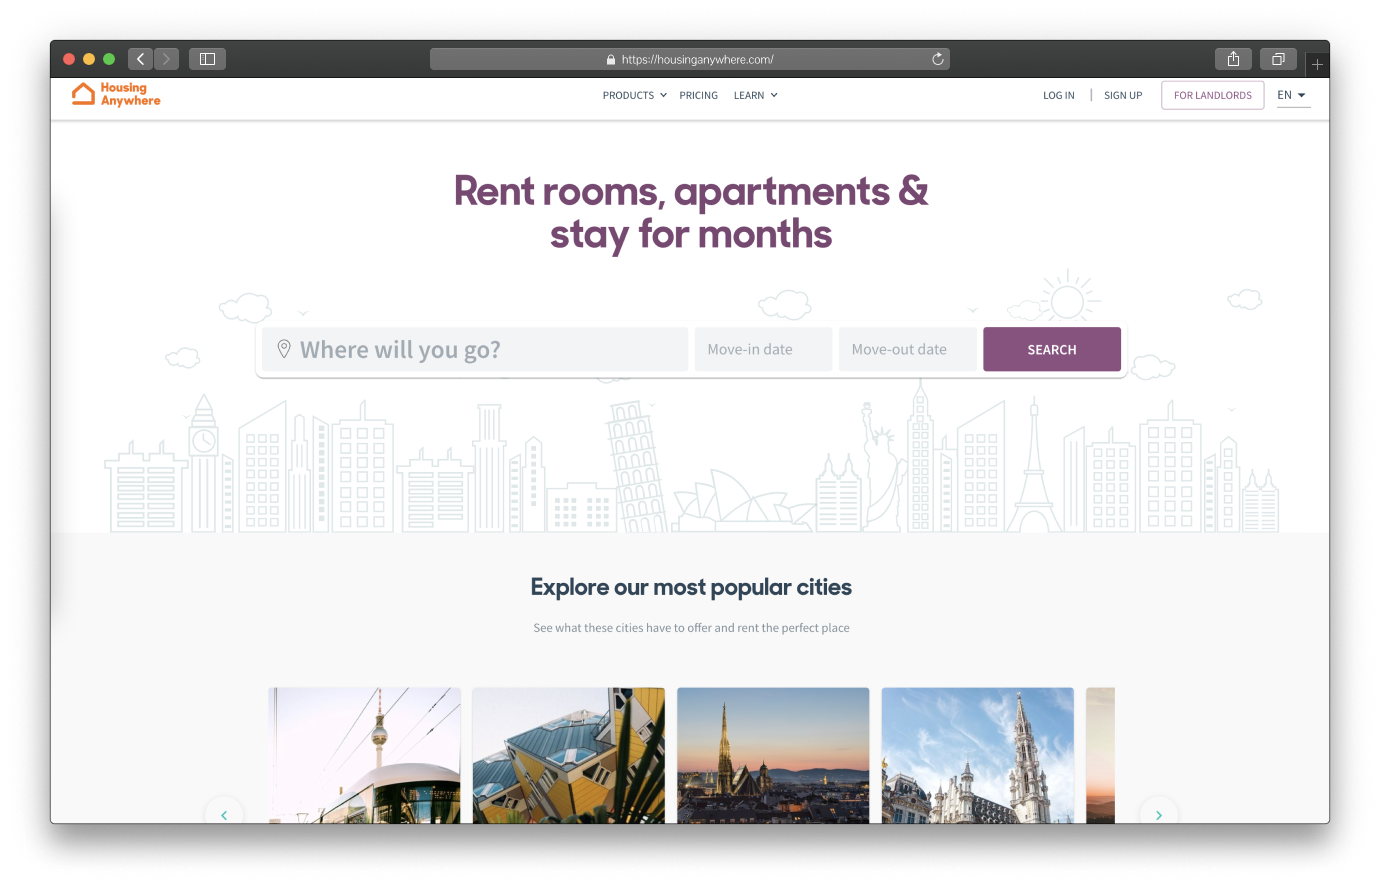 https://housinganywhere.com/
Housing
Anywhere
PRODUCTS PRICING LEARN
LOG IN | SIGN UP FOR LANDLORDS EN
Rent rooms, apartments &
stay for months
Where will you go? Move-in date Move-out date SEARCH
Explore our most popular cities
See what these cities have to offer and rent the perfect place